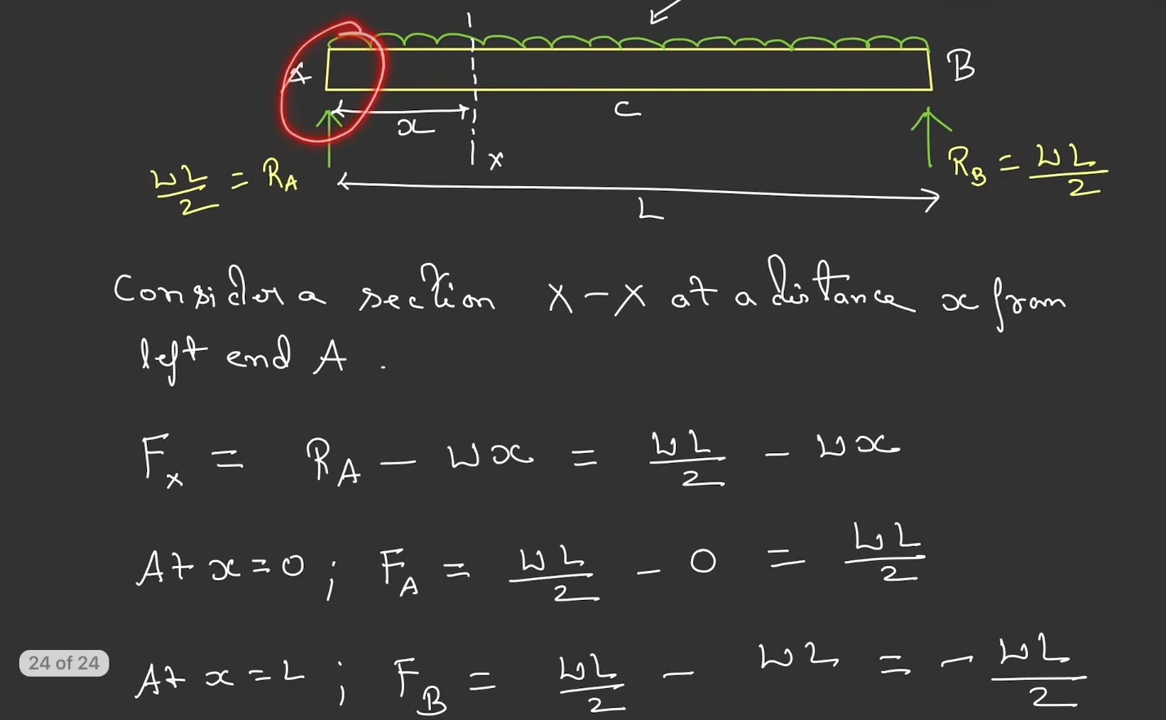 A B
x C
x
wL/2 = R_A R_B = wL/2
L
Consider a section X-X at a distance x from
left end A.
F_x = R_A - wx = wL/2 - wx
At x=0; F_A = wL/2 - 0 = wL/2
At x=L; F_B = wL/2 - wL = -wL/2
24 of 24